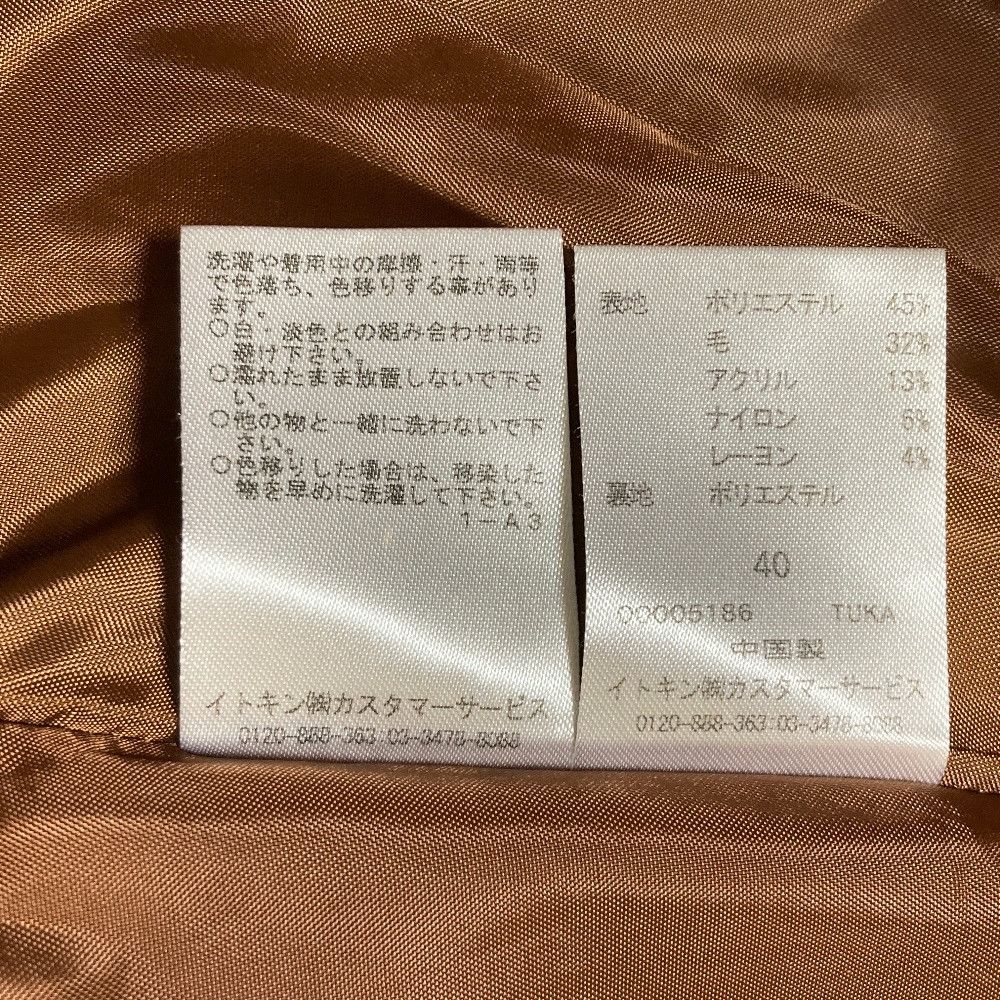 洗濯や着用中の摩擦・汗・雨等
で色落ち、色移りする事があり
ます。
○白・淡色との組み合わせはお
避け下さい。
○濡れたまま放置しないで下さ
い。
○他の物と一緒に洗わないで下
さい。
○色移りした場合は、移染した
物を早めに洗濯して下さい。
1-A3
イトキン㈱カスタマーサービス
0120-888-363 03-3478-8088
表地 ポリエステル 45%
毛 32%
アクリル 13%
ナイロン 6%
レーヨン 4%
裏地 ポリエステル
40
00005186 TUKA
中国製
イトキン㈱カスタマーサービス
0120-888-363:03-3478-8088